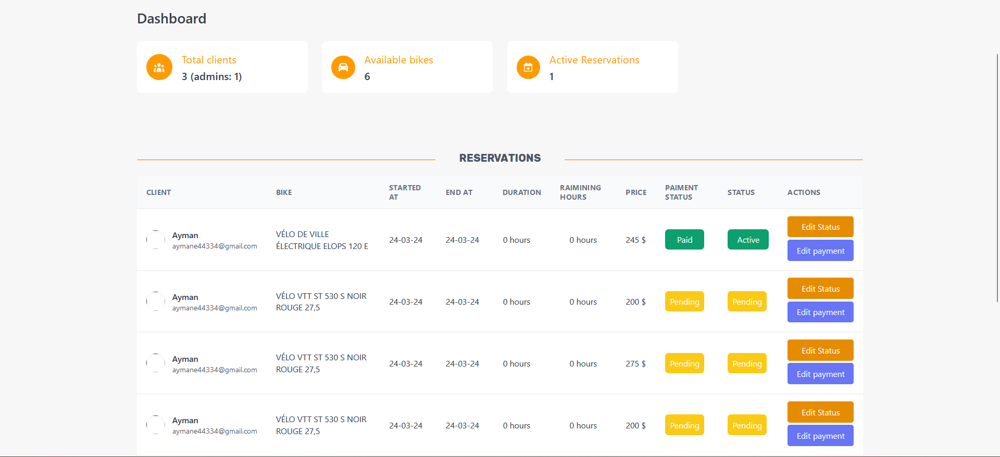 Dashboard
Total clients
3 (admins: 1)
Available bikes
6
Active Reservations
1
RESERVATIONS
CLIENT BIKE STARTED AT END AT DURATION RAIMINING HOURS PRICE PAIMENT STATUS STATUS ACTIONS
Ayman
aymane44334@gmail.com
VÉLO DE VILLE
ÉLECTRIQUE ELOPS 120 E
24-03-24 24-03-24 0 hours 0 hours 245 $ Paid Active
Edit Status
Edit payment
Ayman
aymane44334@gmail.com
VÉLO VTT ST 530 S NOIR
ROUGE 27,5
24-03-24 24-03-24 0 hours 0 hours 200 $ Pending Pending
Edit Status
Edit payment
Ayman
aymane44334@gmail.com
VÉLO VTT ST 530 S NOIR
ROUGE 27,5
24-03-24 24-03-24 0 hours 0 hours 275 $ Pending Pending
Edit Status
Edit payment
Ayman
aymane44334@gmail.com
VÉLO VTT ST 530 S NOIR
ROUGE 27,5
24-03-24 24-03-24 0 hours 0 hours 200 $ Pending Pending
Edit Status
Edit payment